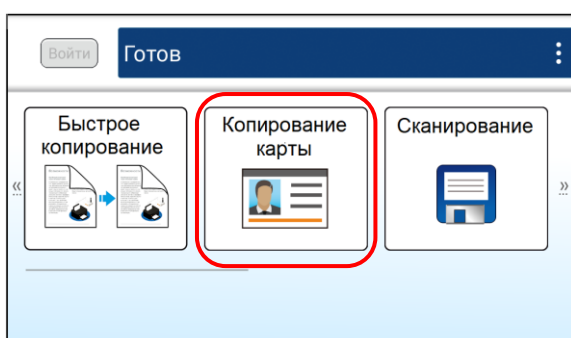 Войти
Готов
Быстрое
копирование
Копирование
карты
Сканирование
«
»